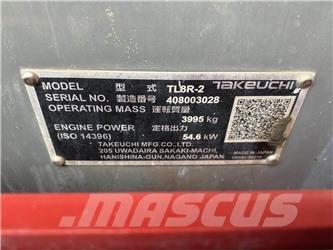 MODEL 型式 TL8R-2 TAKEUCHI
SERIAL NO. 製造番号 408003028
OPERATING MASS 運転質量
3995 kg
ENGINE POWER 定格出力
(ISO 14396) 54.6 kW
TAKEUCHI MFG.CO.,LTD.
205 UWADAIRA SAKAKI-MACHI,
HANISHINA-GUN,NAGANO JAPAN
MADE IN JAPAN
MASCUS